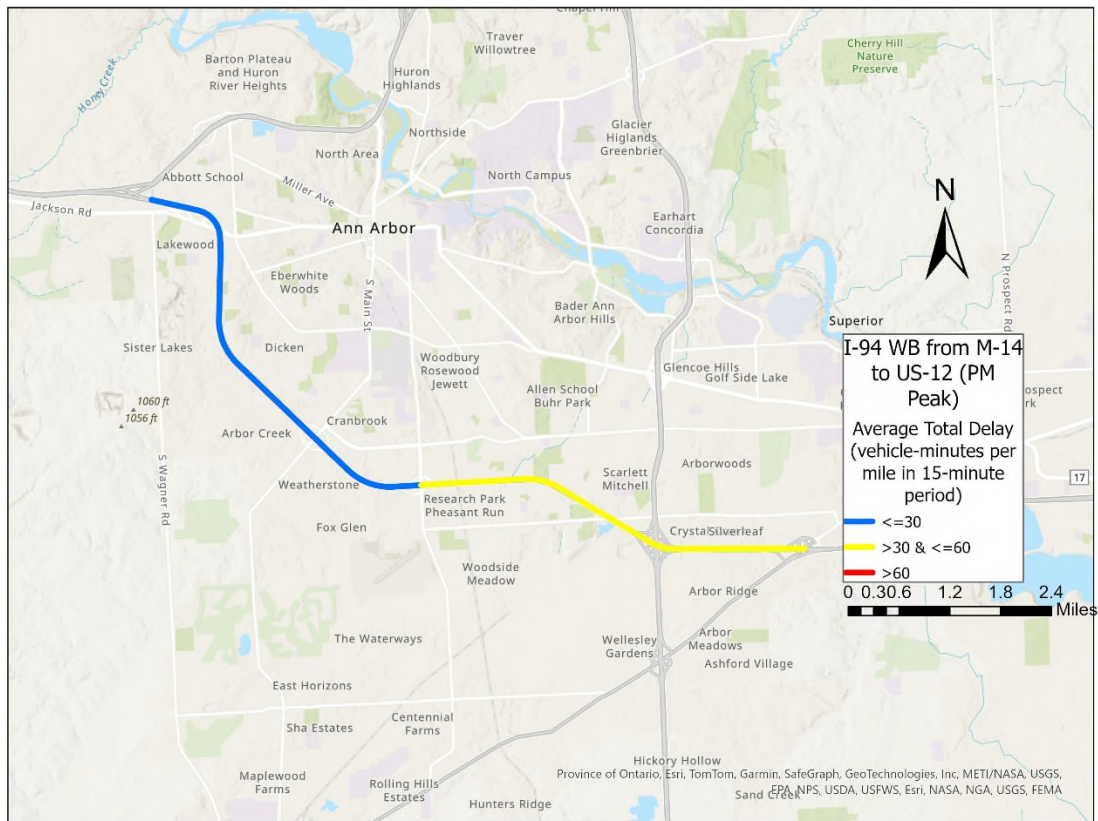 Chapel Hill
Traver
Willowtree
Cherry Hill
Nature
Preserve
Barton Plateau
and Huron
River Heights
Honey Creek
Huron
Highlands
Northside
Glacier
Higlands
Greenbrier
North Area
Abbott School
Miller Ave
North Campus
N
Jackson Rd
Ann Arbor
Earhart
Concordia
Lakewood
Eberwhite
Woods
S Main St
N Prospect Rd
Bader Ann
Arbor Hills
Superior
Sister Lakes
Dicken
Woodbury
Rosewood
Jewett
Glencoe Hills
Golf Side Lake
Allen School
Buhr Park
1060 ft
1056 ft
Cranbrook
Arbor Creek
S Wagner Rd
Weatherstone
Scarlett
Mitchell
Arborwoods
17
Research Park
Pheasant Run
Fox Glen
Silverleaf
Woodside
Meadow
Arbor Ridge
The Waterways
Wellesley
Gardens
Arbor
Meadows
Ashford Village
East Horizons
Sha Estates
Centennial
Farms
Maplewood
Farms
Rolling Hills
Estates
Hickory Hollow
Hunters Ridge
Sand Creek
I-94 WB from M-14
to US-12 (PM
Peak)
Average Total Delay
(vehicle-minutes per
mile in 15-minute
period)
<=30
>30 & <=60
>60
0 0.30.6 1.2 1.8 2.4
Miles
Province of Ontario, Esri, TomTom, Garmin, SafeGraph, GeoTechnologies, Inc, METI/NASA, USGS,
EPA, NPS, USDA, USFWS, Esri, NASA, NGA, USGS, FEMA